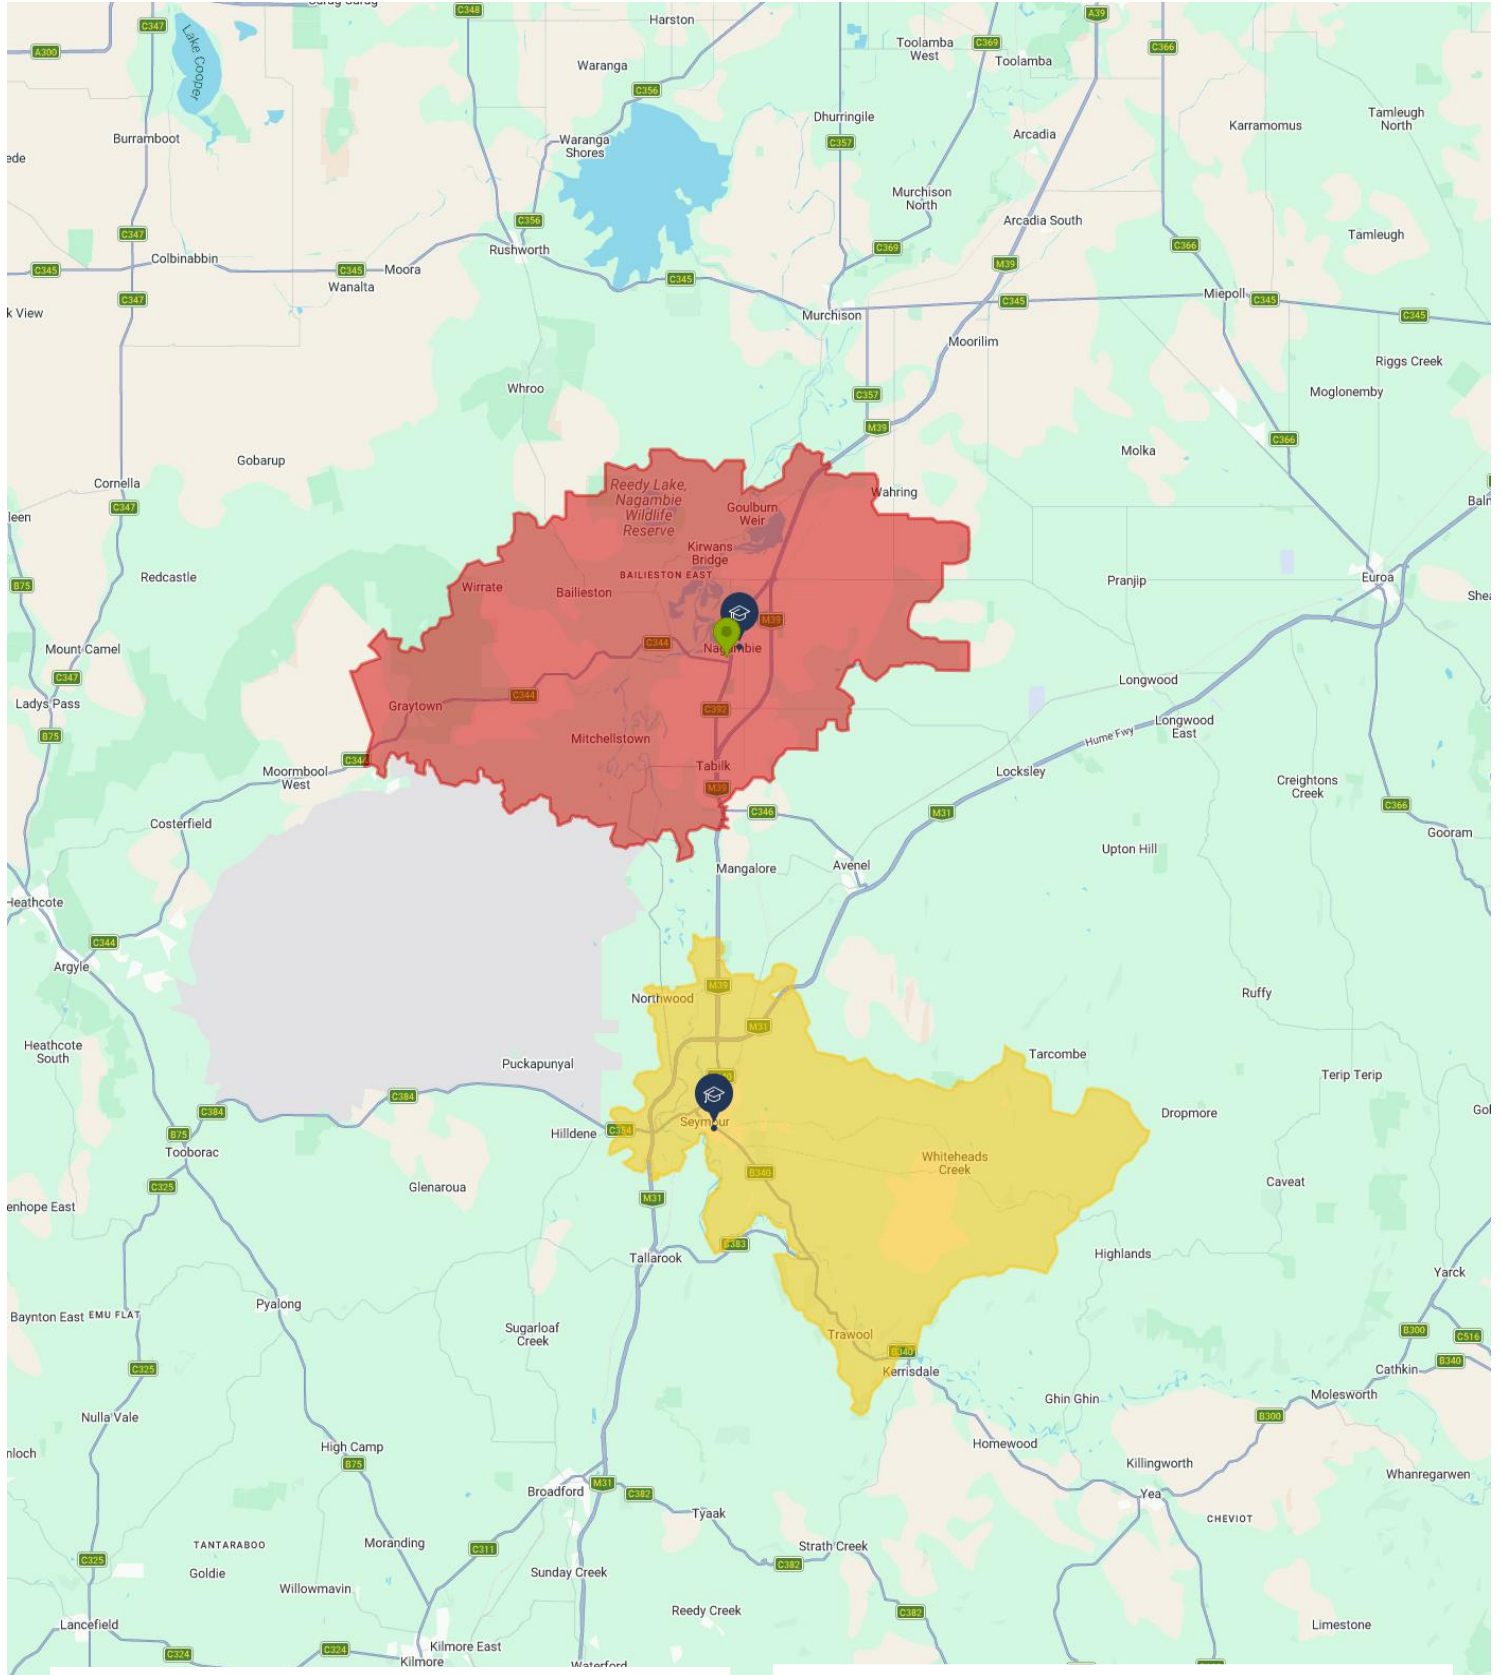 C348
Harston
C347
A39
A300
Lake Cooper
Toolamba
West
C369
C366
Toolamba
Waranga
C356
Burramboot
Waranga
Shores
Dhurringile
C357
Arcadia
Karramomus
Tamleugh
North
Murchison
North
C356
Arcadia South
C347
Rushworth
C369
C366
Tamleugh
Colbinabbin
C345
C345
Moora
Wanalta
C345
M39
C347
C345
Miepoll
C345
C345
k View
Murchison
Moorilim
Riggs Creek
Whroo
C357
Moglonemby
M39
C366
Gobarup
Molka
Cornella
C347
Reedy Lake,
Nagambie
Wildlife
Reserve
Goulburn
Weir
Wahring
leen
Kirwans
Bridge
BAILIESTON EAST
Redcastle
B75
Wirrate
Bailieston
Pranjip
Euroa
M39
Mount Camel
C344
Nagambie
C347
Longwood
Ladys Pass
C344
Graytown
C392
Longwood
East
B75
Mitchellstown
Hume Fwy
C344
Moormbool
West
Tabilk
Locksley
Creightons
Creek
M39
C346
M31
C366
Costerfield
Gooram
Upton Hill
Mangalore
Avenel
Heathcote
C344
Argyle
M39
Northwood
Ruffy
M31
Heathcote
South
Puckapunyal
Tarcombe
Terip Terip
C384
C384
Dropmore
B75
Hilldene
Seymour
Tooborac
Whiteheads
Creek
B340
C325
Glenaroua
M31
Caveat
enhope East
Tallarook
B383
Highlands
Yarck
Pyalong
Baynton East
EMU FLAT
Sugarloaf
Creek
Trawool
B300
C516
B340
B340
C325
Kerrisdale
Cathkin
Molesworth
Ghin Ghin
Nulla Vale
B300
Homewood
High Camp
B75
Killingworth
Whanregarwen
M31
Broadford
C382
Yea
Tyaak
CHEVIOT
TANTARABOO
Moranding
C311
Strath Creek
C325
Goldie
Sunday Creek
C382
Willowmavin
Reedy Creek
C382
Lancefield
Limestone
C324
C324
Kilmore East
Kilmore
Waterford